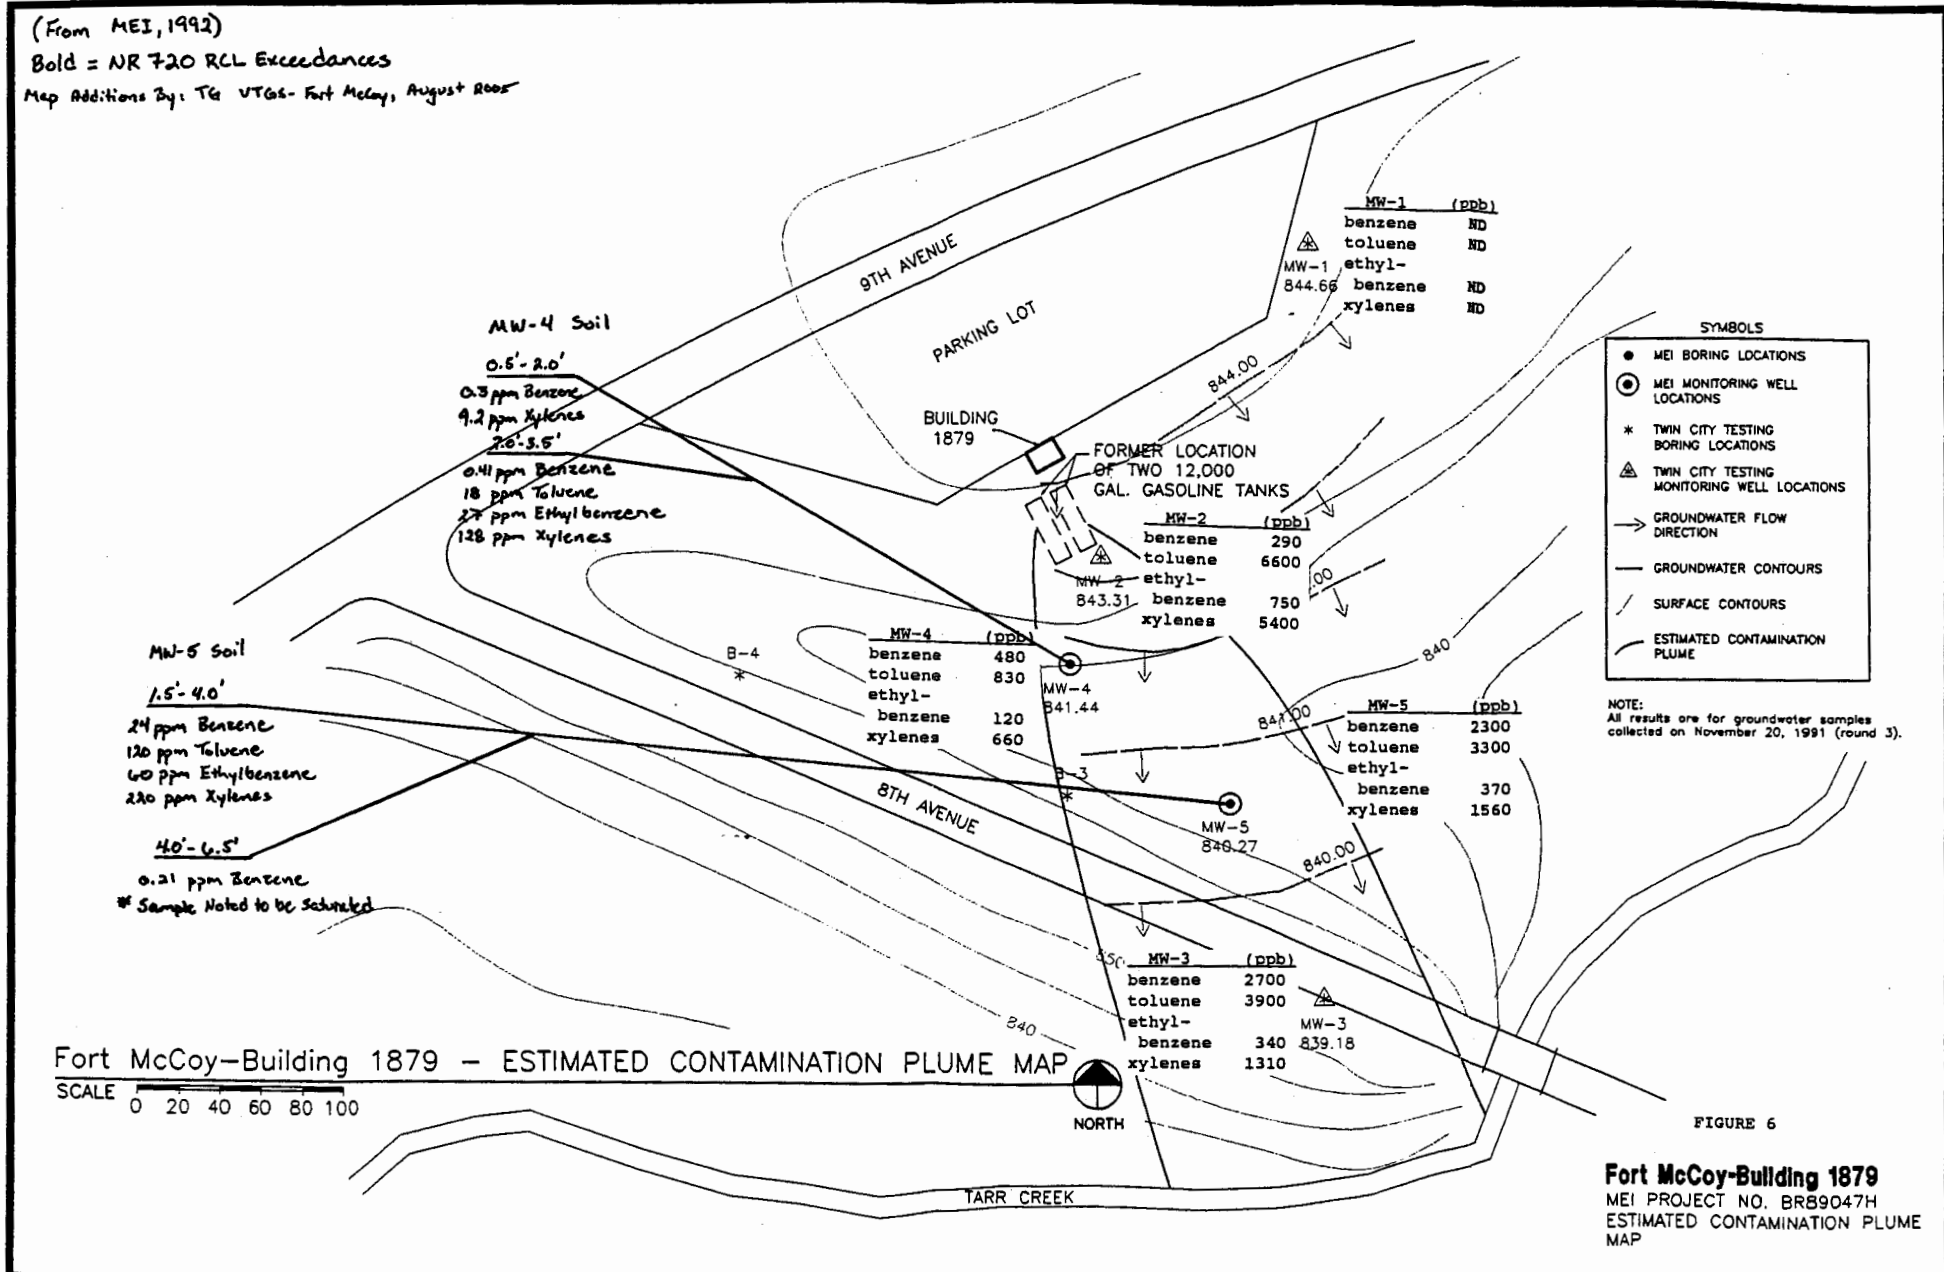 (From MEI, 1992)
Bold = NR 720 RCL Exceedances
Map Additions By: TG VTGS- Fort McCoy, August 2005
9TH AVENUE
PARKING LOT
MW-1 (ppb)
benzene ND
toluene ND
ethyl-
benzene ND
xylenes ND
MW-1
844.66
MW-4 Soil
0.5'- 2.0'
0.3 ppm Benzene
9.2 ppm Xylenes
2.0'-3.5'
0.41 ppm Benzene
18 ppm Toluene
27 ppm Ethylbenzene
128 ppm Xylenes
844.00
BUILDING
1879
FORMER LOCATION
OF TWO 12,000
GAL. GASOLINE TANKS
SYMBOLS
MEI BORING LOCATIONS
MEI MONITORING WELL
LOCATIONS
* TWIN CITY TESTING
BORING LOCATIONS
TWIN CITY TESTING
MONITORING WELL LOCATIONS
GROUNDWATER FLOW
DIRECTION
GROUNDWATER CONTOURS
SURFACE CONTOURS
ESTIMATED CONTAMINATION
PLUME
NOTE:
All results are for groundwater samples
collected on November 20, 1991 (round 3).
MW-2 (ppb)
benzene 290
toluene 6600
ethyl-
benzene 750
xylenes 5400
MW-2
843.31
.00
840
MW-4 (ppb)
benzene 480
toluene 830
ethyl-
benzene 120
xylenes 660
MW-4
841.44
B-4
*
MW-5 Soil
1.5'- 4.0'
24 ppm Benzene
120 ppm Toluene
60 ppm Ethylbenzene
220 ppm Xylenes
4.0'- 6.5'
0.21 ppm Benzene
* Sample Noted to be Saturated
841.00
MW-5 (ppb)
benzene 2300
toluene 3300
ethyl-
benzene 370
xylenes 1560
B-3
*
8TH AVENUE
MW-5
840.27
840.00
MW-3 (ppb)
benzene 2700
toluene 3900
ethyl-
benzene 340
xylenes 1310
MW-3
839.18
840
Fort McCoy-Building 1879 - ESTIMATED CONTAMINATION PLUME MAP
SCALE 0 20 40 60 80 100
NORTH
TARR CREEK
FIGURE 6
Fort McCoy-Building 1879
MEI PROJECT NO. BR89047H
ESTIMATED CONTAMINATION PLUME
MAP